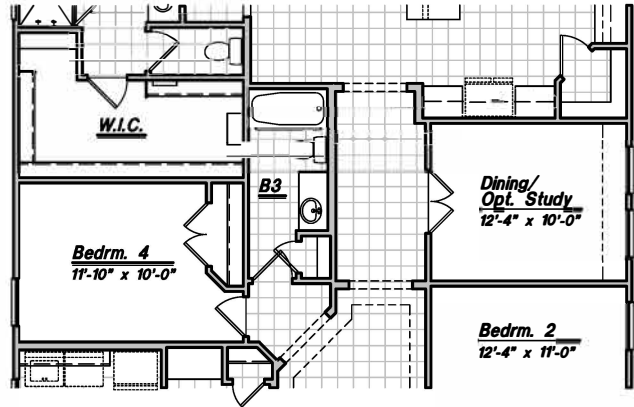 W.I.C.
B3
Dining/
Opt. Study
12'-4" x 10'-0"
Bedrm. 4
11'-10" x 10'-0"
Bedrm. 2
12'-4" x 11'-0"